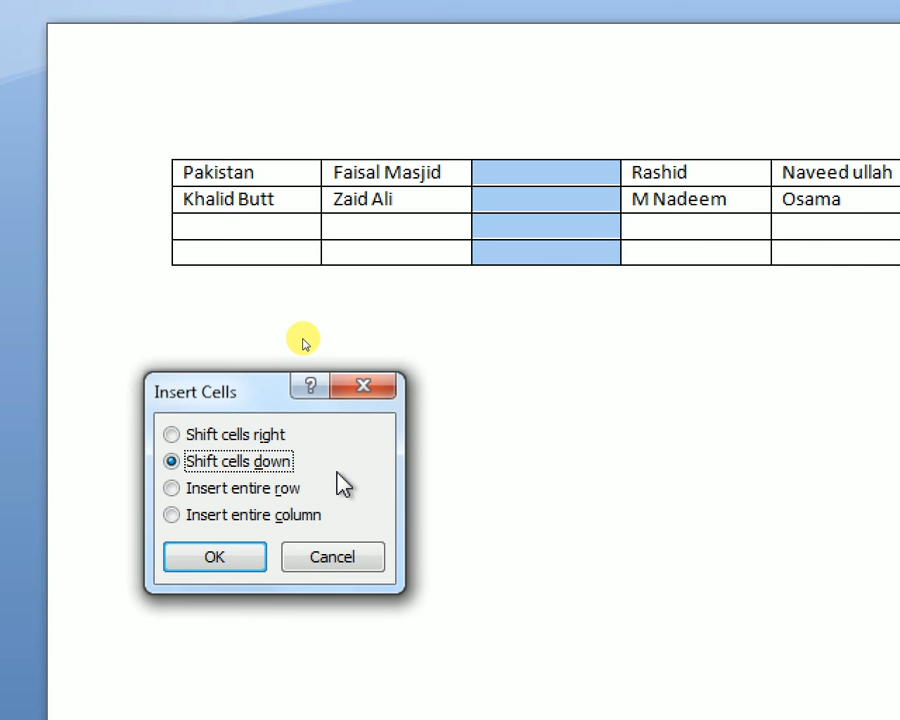 Pakistan Faisal Masjid Rashid Naveed ullah
Khalid Butt Zaid Ali M Nadeem Osama
Insert Cells
Shift cells right
Shift cells down
Insert entire row
Insert entire column
OK Cancel